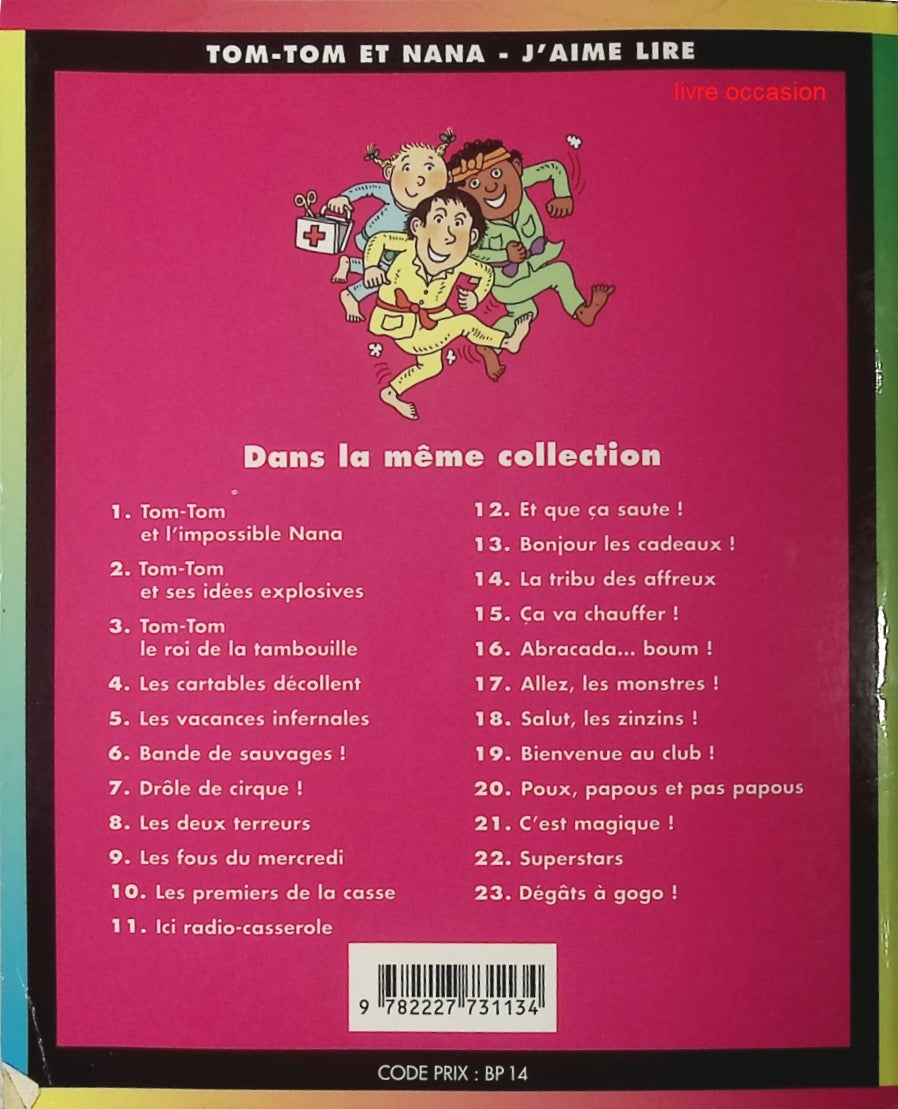 TOM-TOM ET NANA - J'AIME LIRE
livre occasion
Dans la même collection
1. Tom-Tom
et l'impossible Nana
2. Tom-Tom
et ses idées explosives
3. Tom-Tom
le roi de la tambouille
4. Les cartables décollent
5. Les vacances infernales
6. Bande de sauvages !
7. Drôle de cirque !
8. Les deux terreurs
9. Les fous du mercredi
10. Les premiers de la casse
11. Ici radio-casserole
12. Et que ça saute !
13. Bonjour les cadeaux !
14. La tribu des affreux
15. Ça va chauffer !
16. Abracada... boum !
17. Allez, les monstres !
18. Salut, les zinzins !
19. Bienvenue au club !
20. Poux, papous et pas papous
21. C'est magique !
22. Superstars
23. Dégâts à gogo !
9 782227 731134
CODE PRIX : BP 14